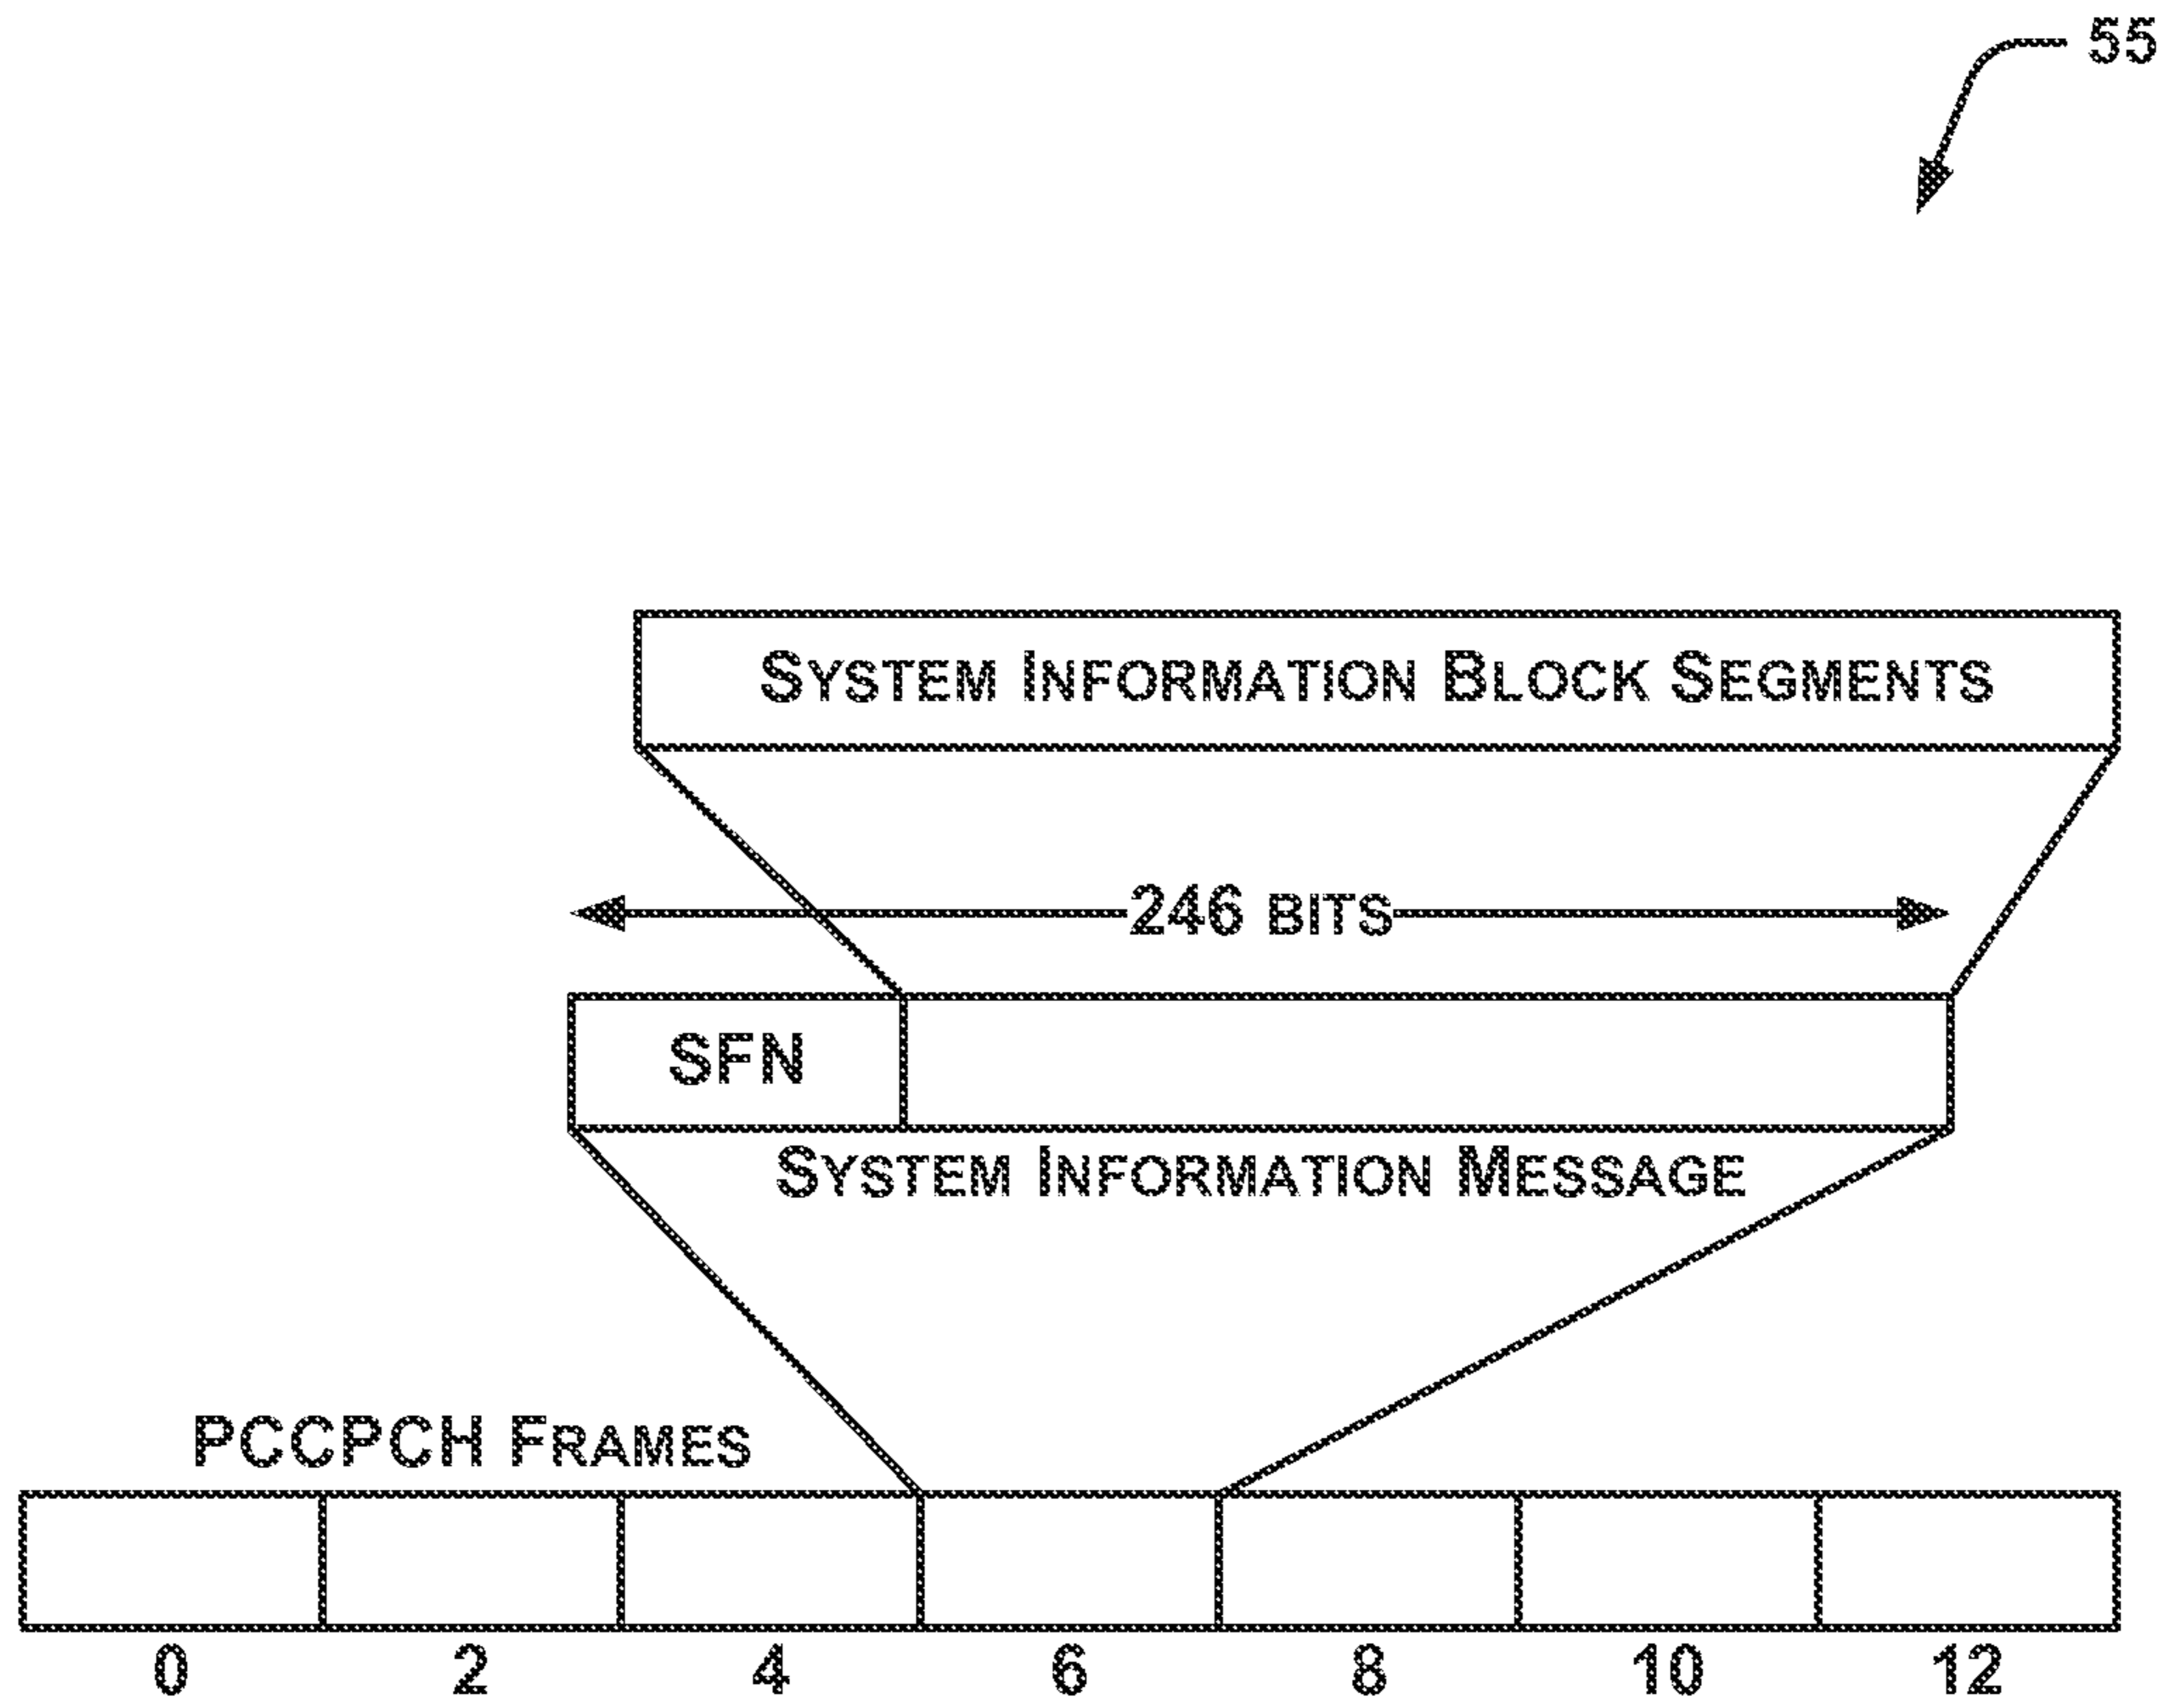 55
SYSTEM INFORMATION BLOCK SEGMENTS
246 BITS
SFN
SYSTEM INFORMATION MESSAGE
PCCPCH FRAMES
0 2 4 6 8 10 12